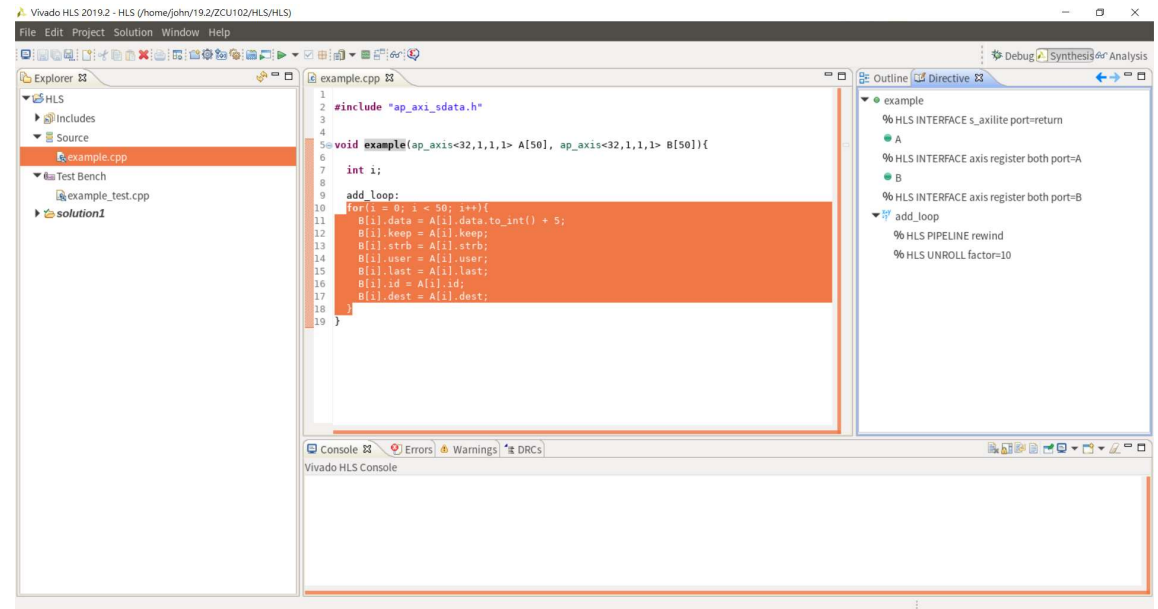 Vivado HLS 2019.2 - HLS (/home/john/19.2/ZCU102/HLS/HLS)
File Edit Project Solution Window Help
Debug Synthesis Analysis
Explorer
HLS
Includes
Source
example.cpp
Test Bench
example_test.cpp
solution1
example.cpp
1
2 #include "ap_axi_sdata.h"
3
4
5 void example(ap_axis<32,1,1,1> A[50], ap_axis<32,1,1,1> B[50]){
6
7 int i;
8
9 add_loop:
10 for(i = 0; i < 50; i++){
11 B[i].data = A[i].data.to_int() + 5;
12 B[i].keep = A[i].keep;
13 B[i].strb = A[i].strb;
14 B[i].user = A[i].user;
15 B[i].last = A[i].last;
16 B[i].id = A[i].id;
17 B[i].dest = A[i].dest;
18 }
19 }
Outline Directive
example
% HLS INTERFACE s_axilite port=return
A
% HLS INTERFACE axis register both port=A
B
% HLS INTERFACE axis register both port=B
add_loop
% HLS PIPELINE rewind
% HLS UNROLL factor=10
Console Errors Warnings DRCs
Vivado HLS Console